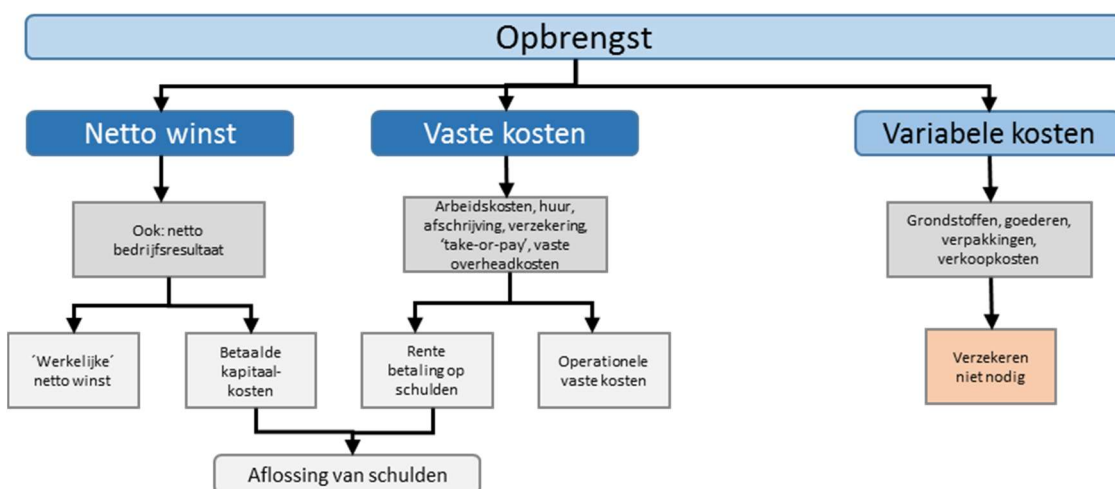 Opbrengst
Netto winst
Vaste kosten
Variabele kosten
Ook: netto
bedrijfsresultaat
Arbeidskosten, huur,
afschrijving, verzekering,
‘take-or-pay’, vaste
overheadkosten
Grondstoffen, goederen,
verpakkingen,
verkoopkosten
´Werkelijke´
netto winst
Betaalde
kapitaal-
kosten
Rente
betaling op
schulden
Operationele
vaste kosten
Verzekeren
niet nodig
Aflossing van schulden